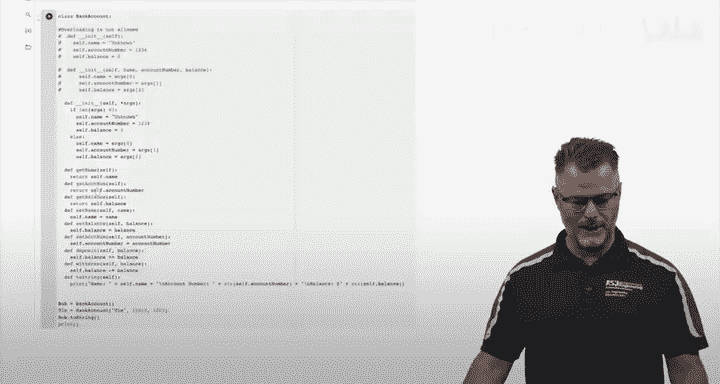 class BankAccount:
#Overloading is not allowed
# def __init__(self):
# self.name = "Unknown"
# self.accountNumber = 1234
# self.balance = 0
# def __init__(self, name, accountNumber, balance):
# self.name = args[0]
# self.accountNumber = args[1]
# self.balance = args[2]
def __init__(self, *args):
if len(args)
self.name = "Unknown"
self.accountNumber = 1234
self.balance = 0
else:
self.name = args[0]
self.accountNumber = args[1]
self.balance = args[2]
def getName(self):
return self.name
def getAcctNum(self):
return self.accountNumber
def getBalance(self):
return self.balance
def setName(self, name):
self.name = name
def setBalance(self, balance):
self.balance = balance
def setAcctNum(self, accountNumber):
self.accountNumber = accountNumber
def deposit(self, balance):
self.balance += balance
def withdraw(self, balance):
self.balance -= balance
def toString(self):
print("Name: " + self.name + "\nAccount Number: " + str(self.accountNumber) + "\nBalance: $" + str(self.balance))
Bob = BankAccount()
Tim = BankAccount("Tim",
Bob.toString()
print()